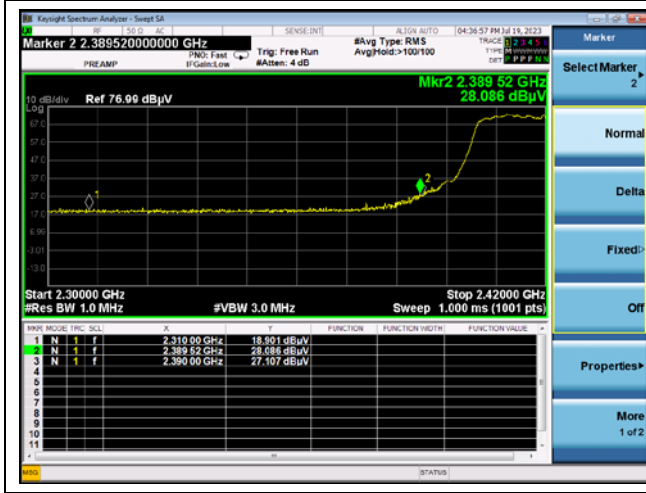 Keysight Spectrum Analyzer - Swept SA
RF 50 Ω AC SENSE:INT ALIGN AUTO 04:36:57 PM Jul 19, 2023
Marker 2 2.389520000000 GHz
#Avg Type: RMS
TRACE 1 2 3 4 5 6
PNO: Fast Trig: Free Run Avg|Hold:>100/100
TYPE M
PREAMP IFGain:Low #Atten: 4 dB
DET P P P P N N
Mkr2 2.389 52 GHz
28.086 dBµV
10 dB/div Ref 76.99 dBµV
Log
67.0
57.0
47.0
37.0
27.0
17.0
6.99
-3.01
-13.0
1
2
Start 2.30000 GHz Stop 2.42000 GHz
#Res BW 1.0 MHz #VBW 3.0 MHz Sweep 1.000 ms (1001 pts)
MKR MODE TRC SCL X Y FUNCTION FUNCTION WIDTH FUNCTION VALUE
1 N 1 f 2.310 00 GHz 18.901 dBµV
2 N 1 f 2.389 52 GHz 28.086 dBµV
3 N 1 f 2.390 00 GHz 27.107 dBµV
4
5
6
7
8
9
10
11
MSG STATUS
Marker
Select Marker
2
Normal
Delta
Fixed
Off
Properties
More
1 of 2